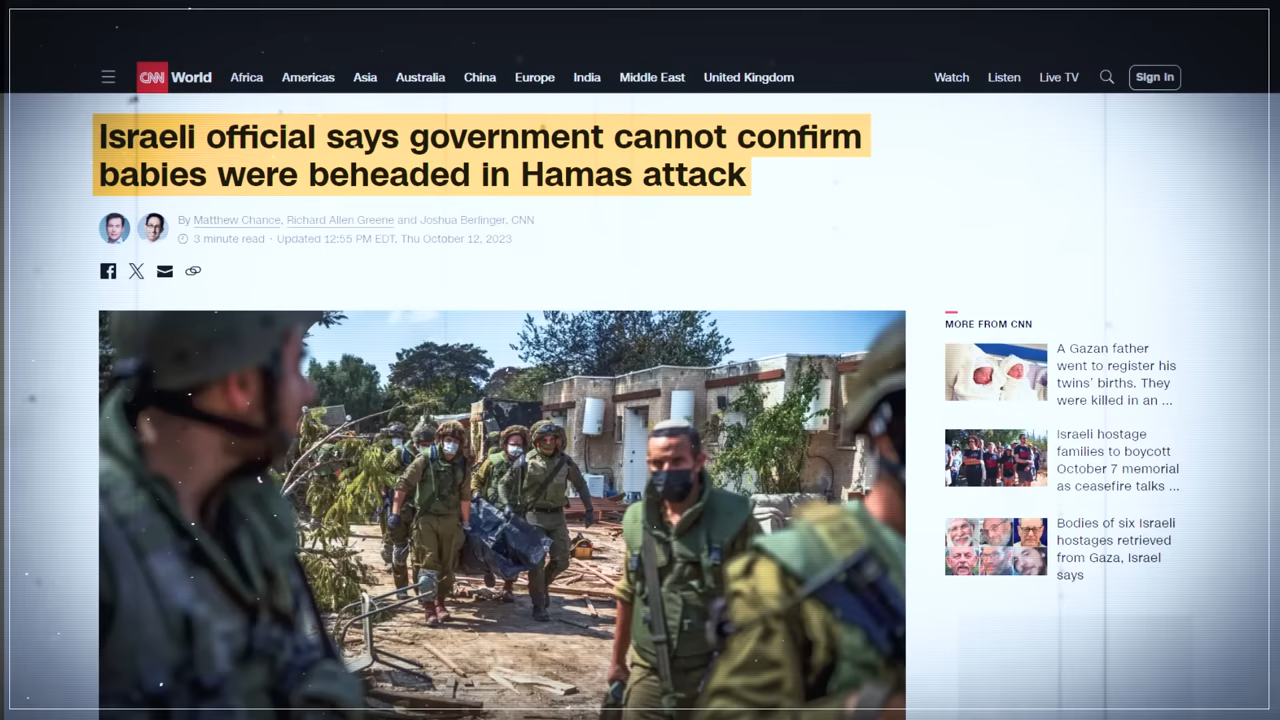 CNN World Africa Americas Asia Australia China Europe India Middle East United Kingdom Watch Listen Live TV Sign In
Israeli official says government cannot confirm
babies were beheaded in Hamas attack
By Matthew Chance, Richard Allen Greene and Joshua Berlinger, CNN
3 minute read · Updated 12:55 PM EDT, Thu October 12, 2023
MORE FROM CNN
A Gazan father
went to register his
twins' births. They
were killed in an ...
Israeli hostage
families to boycott
October 7 memorial
as ceasefire talks ...
Bodies of six Israeli
hostages retrieved
from Gaza, Israel
says